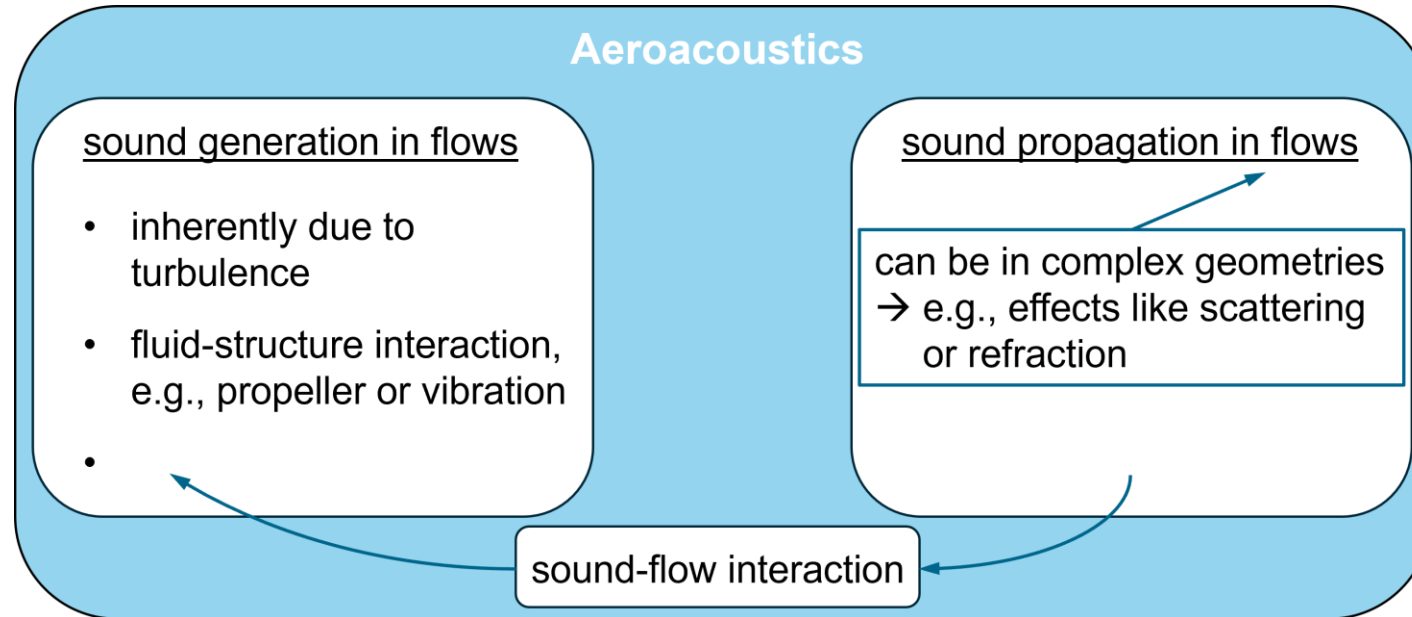 Aeroacoustics
sound generation in flows
• inherently due to
turbulence
• fluid-structure interaction,
e.g., propeller or vibration
•
sound propagation in flows
can be in complex geometries
→ e.g., effects like scattering
or refraction
sound-flow interaction